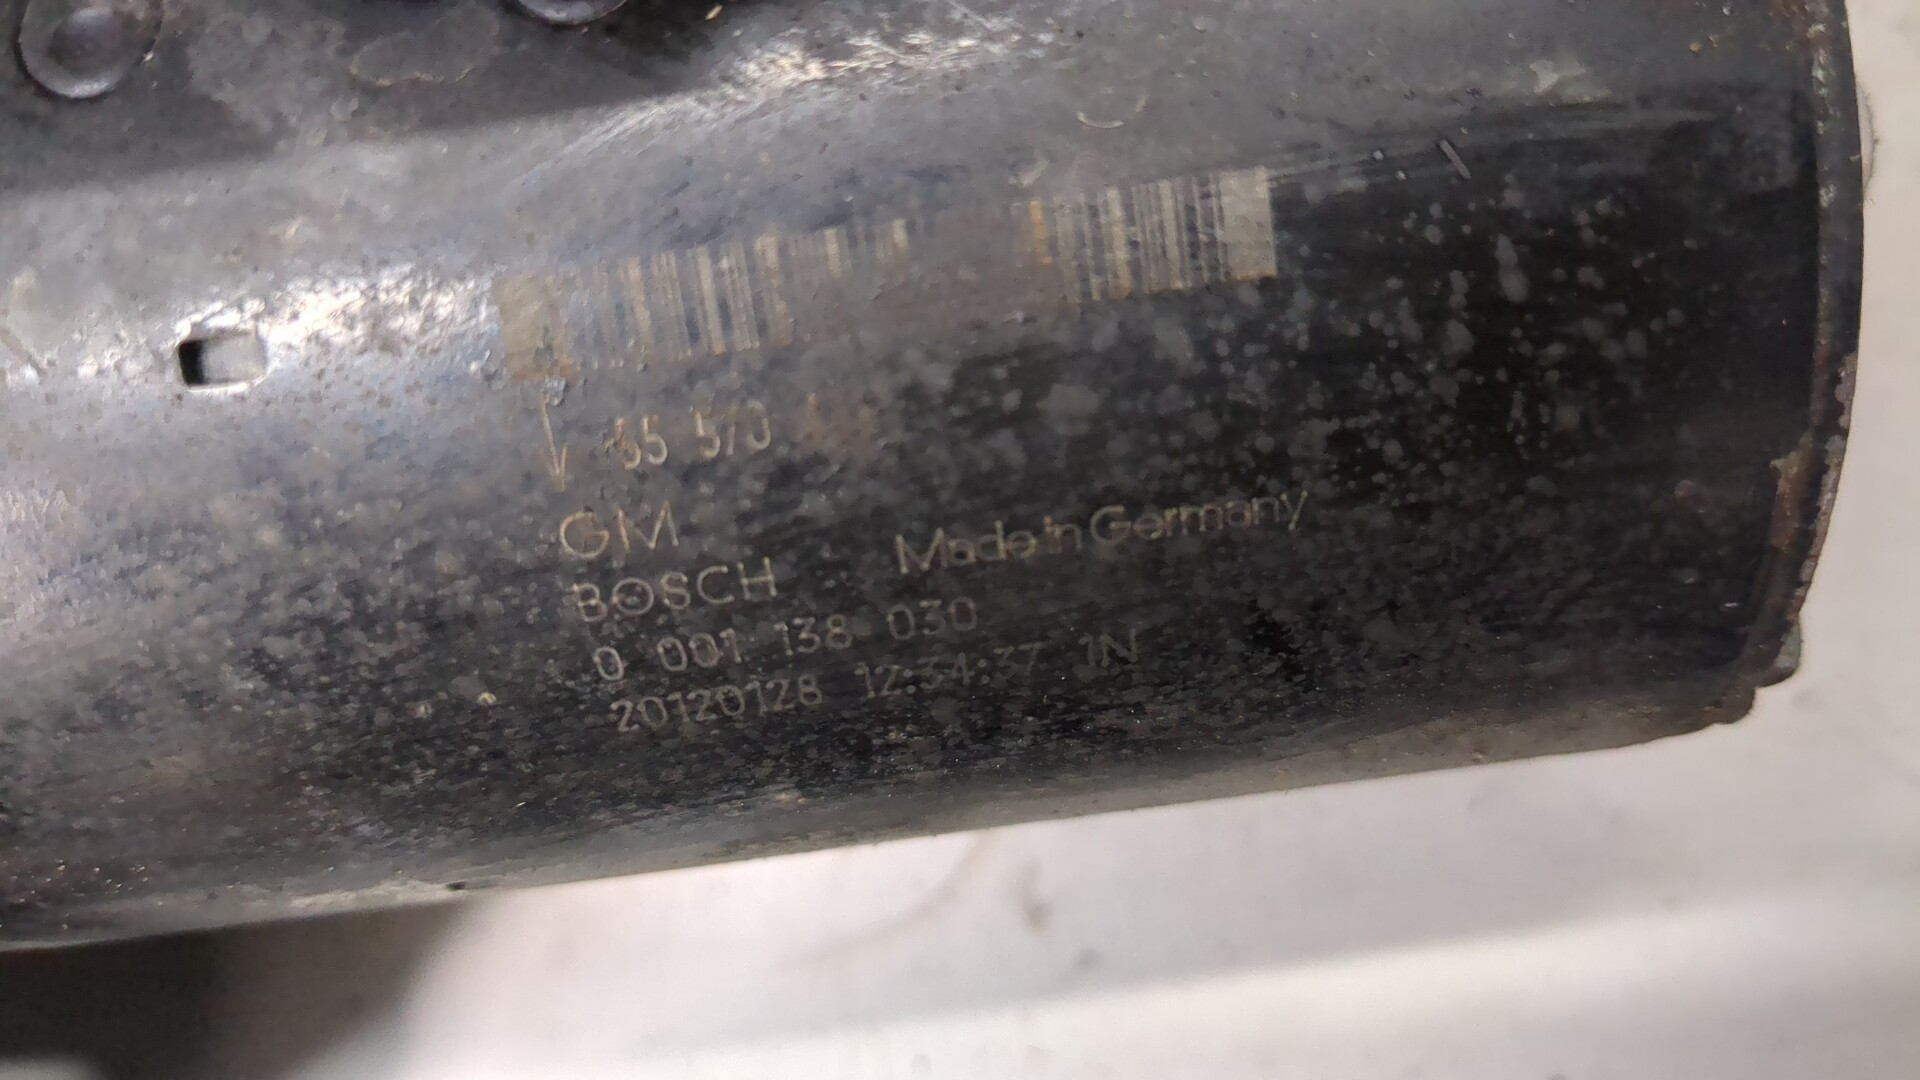 55 570
GM
BOSCH Made in Germany
0 001 138 030
20120128 12:34:37 1N